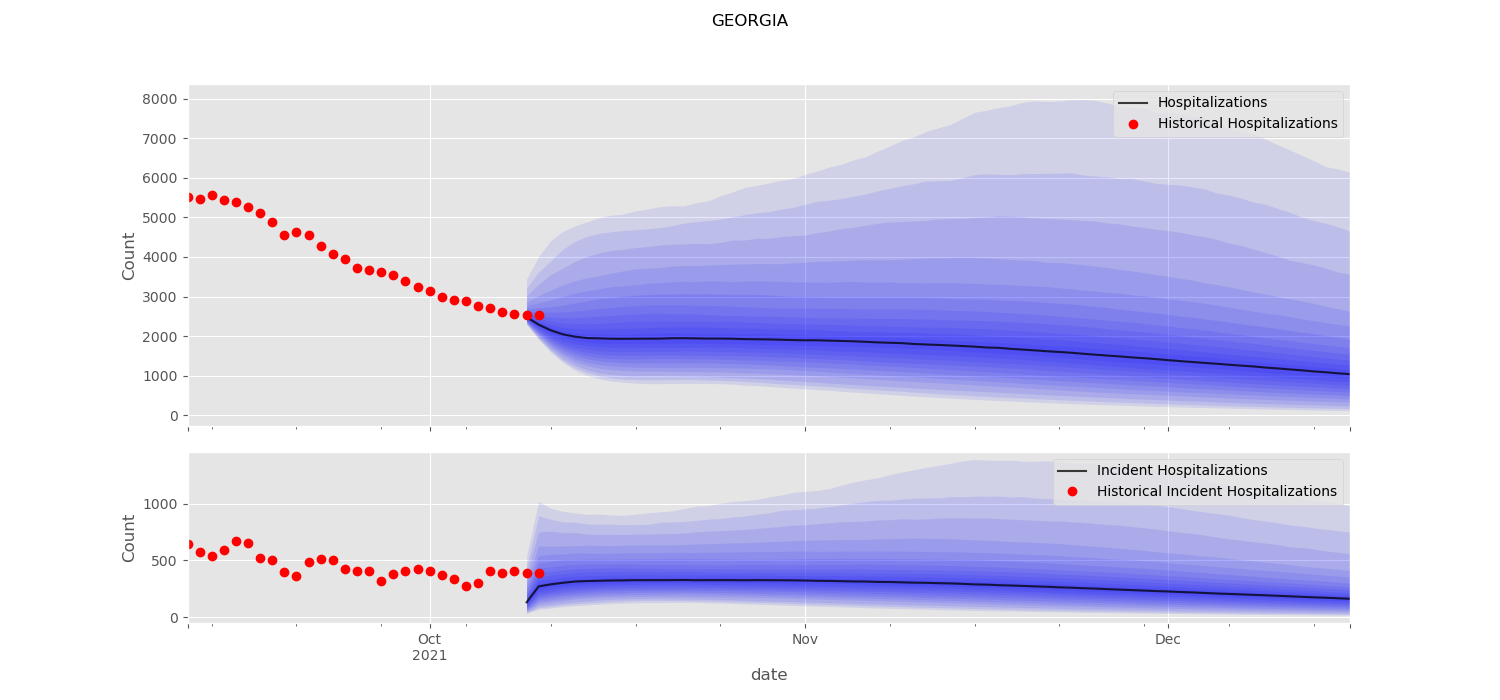 GEORGIA
8000
7000
6000
5000
4000
3000
2000
1000
0
Count
Hospitalizations
Historical Hospitalizations
1000
500
0
Count
Incident Hospitalizations
Historical Incident Hospitalizations
Oct
2021
Nov
Dec
date